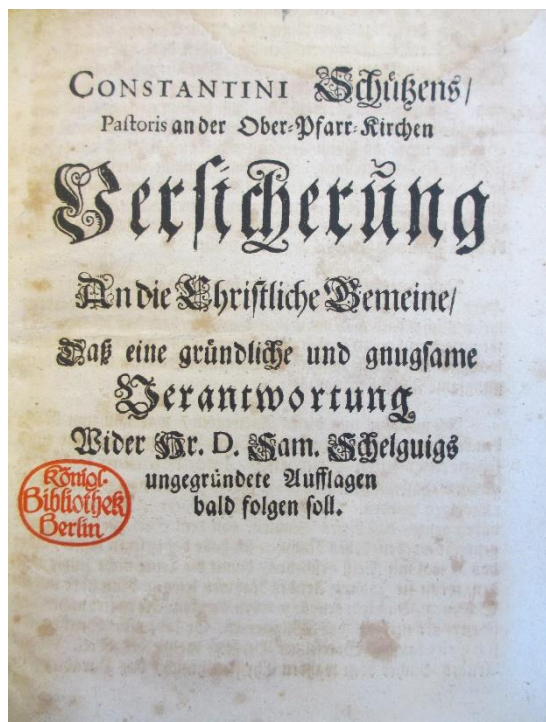 CONSTANTINI Schützens/
Pastoris an der Ober-Pfarr-Kirchen
Versicherung
An die Christliche Gemeine/
Daß eine gründliche und gnugsame
Verantwortung
Wider Hr. D. Sam. Schelguigs
ungegründete Aufflagen
bald folgen soll.
Königl.
Bibliothek
Berlin